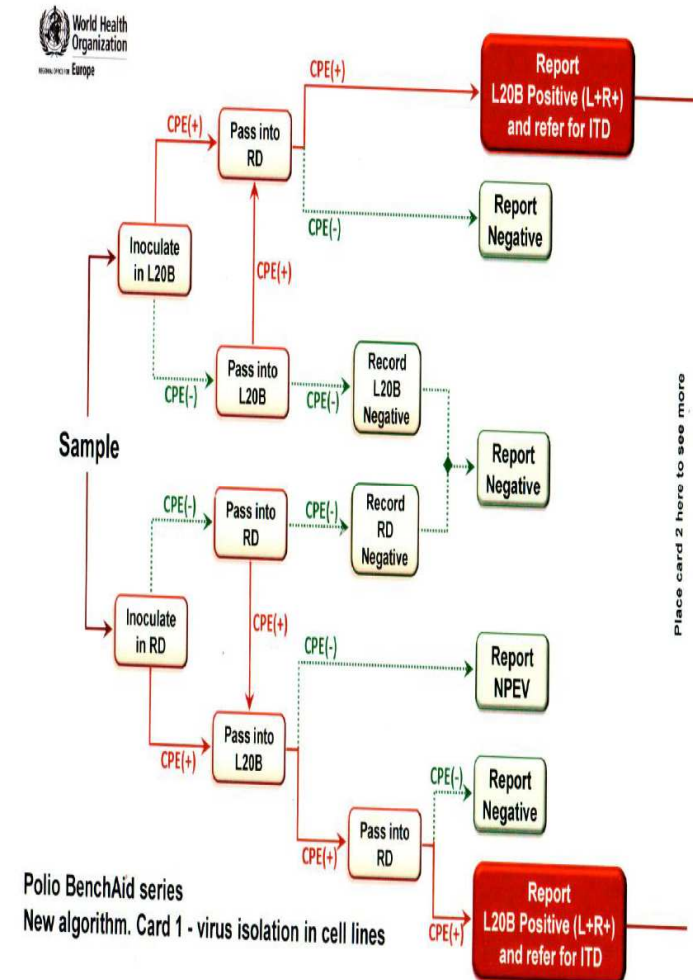 World Health
Organization
REGIONAL OFFICE FOR Europe
CPE(+)
Report
L20B Positive (L+R+)
and refer for ITD
CPE(+)
Pass into
RD
CPE(-)
Report
Negative
Inoculate
in L20B
CPE(+)
CPE(-)
Pass into
L20B
CPE(-)
Record
L20B
Negative
Sample
Report
Negative
CPE(-)
Pass into
RD
CPE(-)
Record
RD
Negative
Place card 2 here to see more
Inoculate
in RD
CPE(+)
CPE(-)
Report
NPEV
CPE(+)
Pass into
L20B
CPE(-)
Report
Negative
CPE(+)
Pass into
RD
CPE(+)
Report
L20B Positive (L+R+)
and refer for ITD
Polio BenchAid series
New algorithm. Card 1 - virus isolation in cell lines